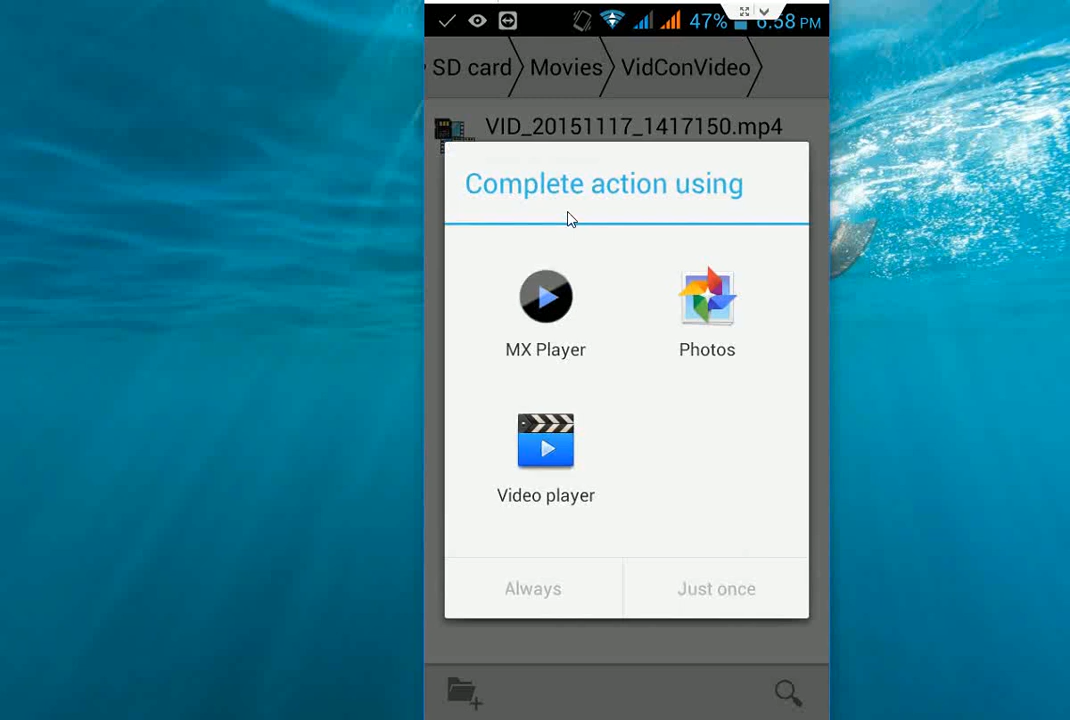 47% 6:58 PM
SD card Movies VidConVideo
VID_20151117_1417150.mp4
Complete action using
MX Player Photos
Video player
Always Just once